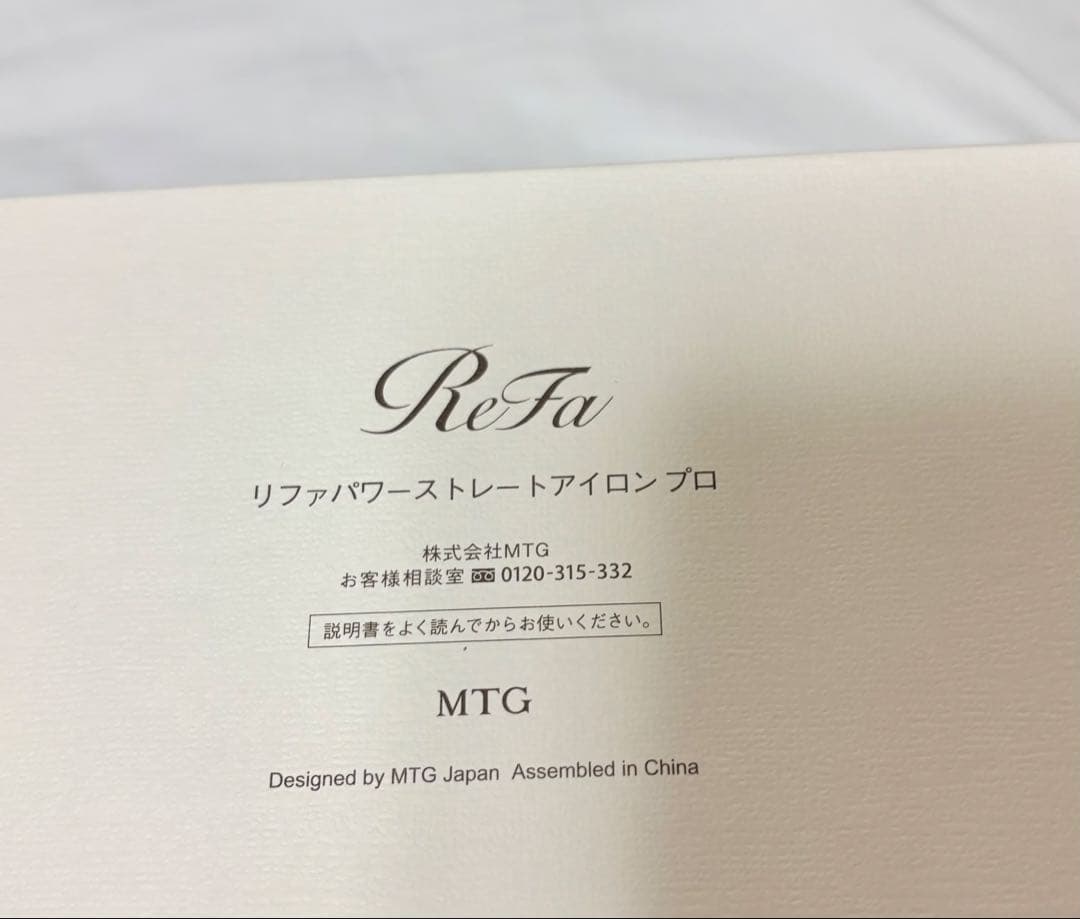 ReFa
リファパワーストレートアイロン プロ
株式会社MTG
お客様相談室 0120-315-332
説明書をよく読んでからお使いください。
MTG
Designed by MTG Japan Assembled in China